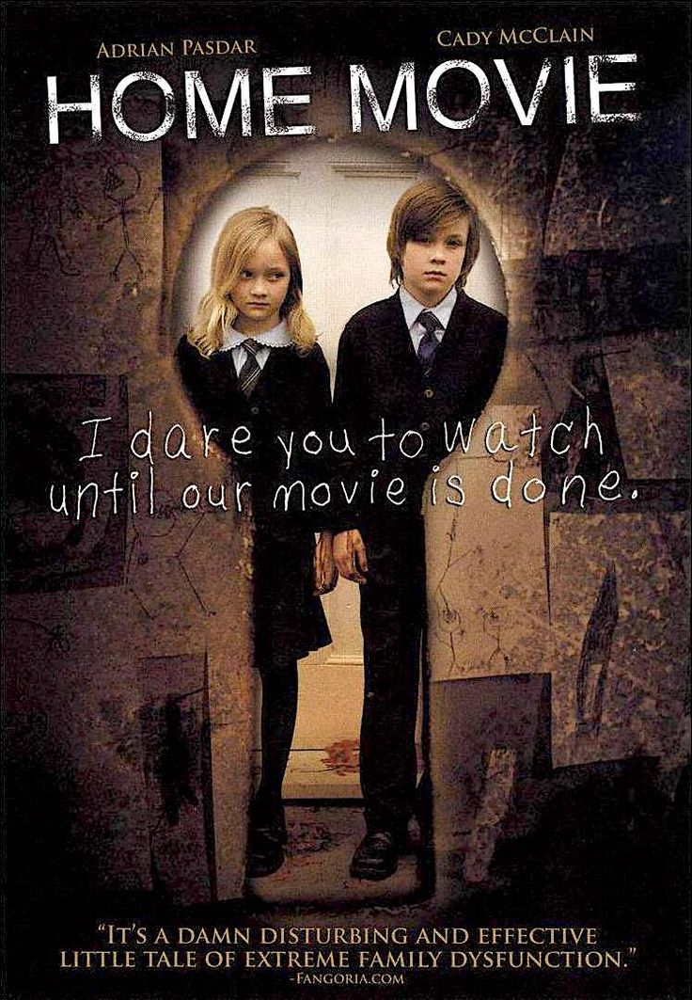 ADRIAN PASDAR CADY MCCLAIN
HOME MOVIE
I dare you to watch
until our movie is done.
"IT'S A DAMN DISTURBING AND EFFECTIVE
LITTLE TALE OF EXTREME FAMILY DYSFUNCTION."
-FANGORIA.COM